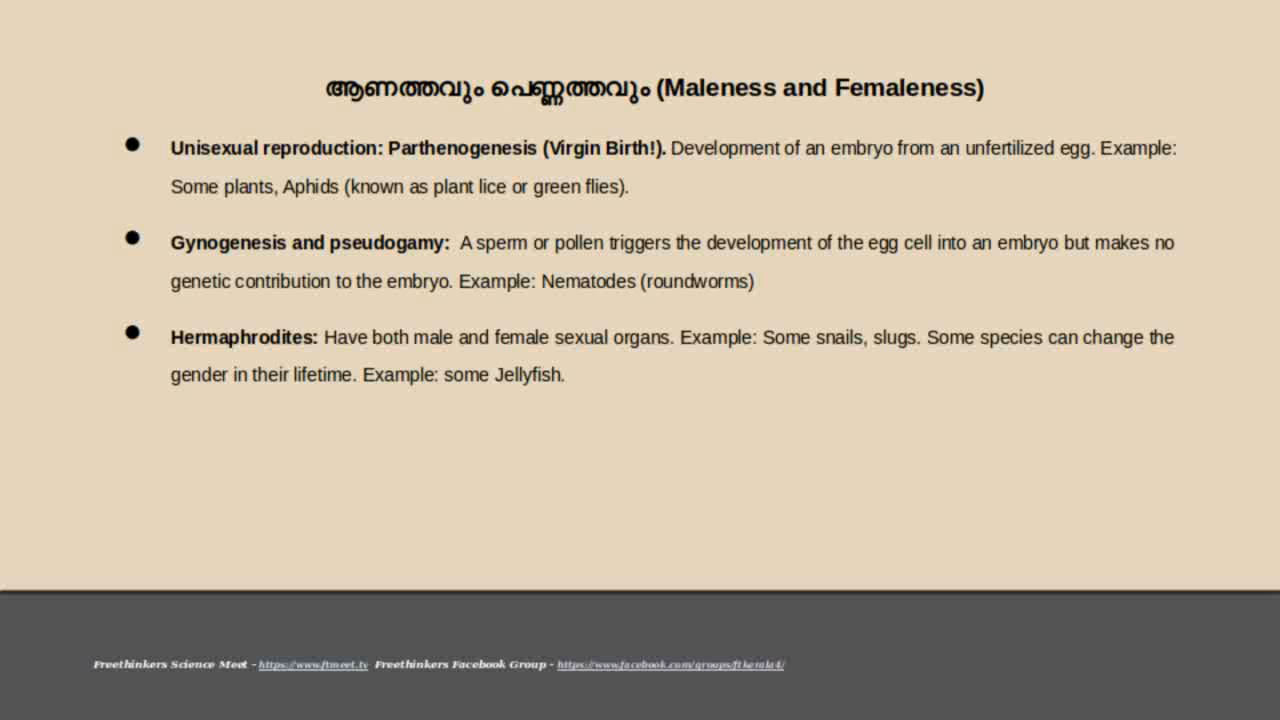 ആണത്തവും പെണ്ണത്തവും (Maleness and Femaleness)
● Unisexual reproduction: Parthenogenesis (Virgin Birth!). Development of an embryo from an unfertilized egg. Example:
Some plants, Aphids (known as plant lice or green flies).
● Gynogenesis and pseudogamy: A sperm or pollen triggers the development of the egg cell into an embryo but makes no
genetic contribution to the embryo. Example: Nematodes (roundworms)
● Hermaphrodites: Have both male and female sexual organs. Example: Some snails, slugs. Some species can change the
gender in their lifetime. Example: some Jellyfish.
Freethinkers Science Meet – https://www.ftmeet.tv Freethinkers Facebook Group - https://www.facebook.com/groups/ftkerala4/